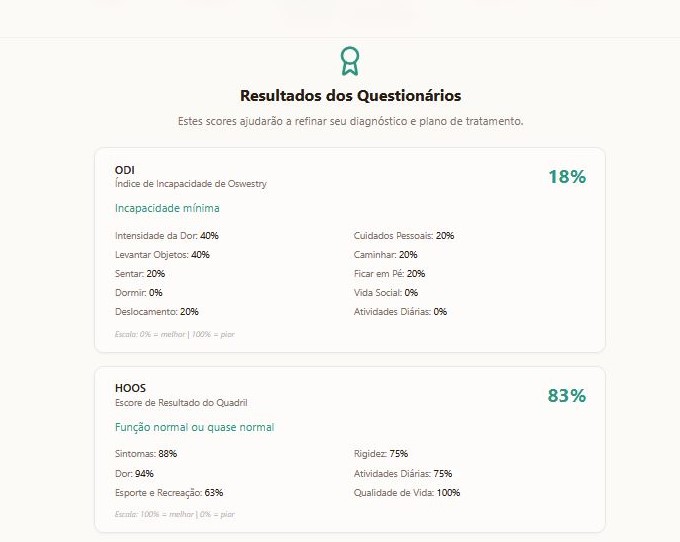 Resultados dos Questionários
Estes scores ajudarão a refinar seu diagnóstico e plano de tratamento.
ODI
Índice de Incapacidade de Oswestry
18%
Incapacidade mínima
Intensidade da Dor: 40%
Cuidados Pessoais: 20%
Levantar Objetos: 40%
Caminhar: 20%
Sentar: 20%
Ficar em Pé: 20%
Dormir: 0%
Vida Social: 0%
Deslocamento: 20%
Atividades Diárias: 0%
Escala: 0% = melhor | 100% = pior
HOOS
Escore de Resultado do Quadril
83%
Função normal ou quase normal
Sintomas: 88%
Rigidez: 75%
Dor: 94%
Atividades Diárias: 75%
Esporte e Recreação: 63%
Qualidade de Vida: 100%
Escala: 100% = melhor | 0% = pior